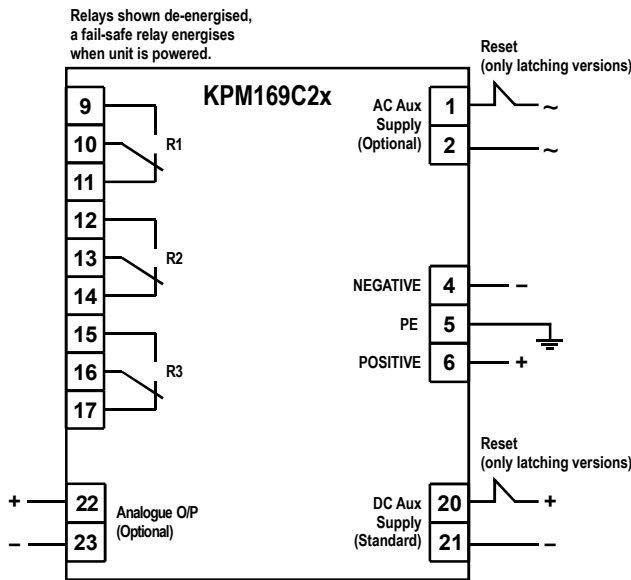 Relays shown de-energised,
a fail-safe relay energises
when unit is powered.
Reset
(only latching versions)
KPM169C2x
9
10
11
R1
12
13
14
R2
15
16
17
R3
AC Aux
Supply
(Optional)
1
2
~
~
NEGATIVE 4 –
PE 5
POSITIVE 6 +
Reset
(only latching versions)
+ 22
– 23
Analogue O/P
(Optional)
DC Aux
Supply
(Standard)
20 +
21 –